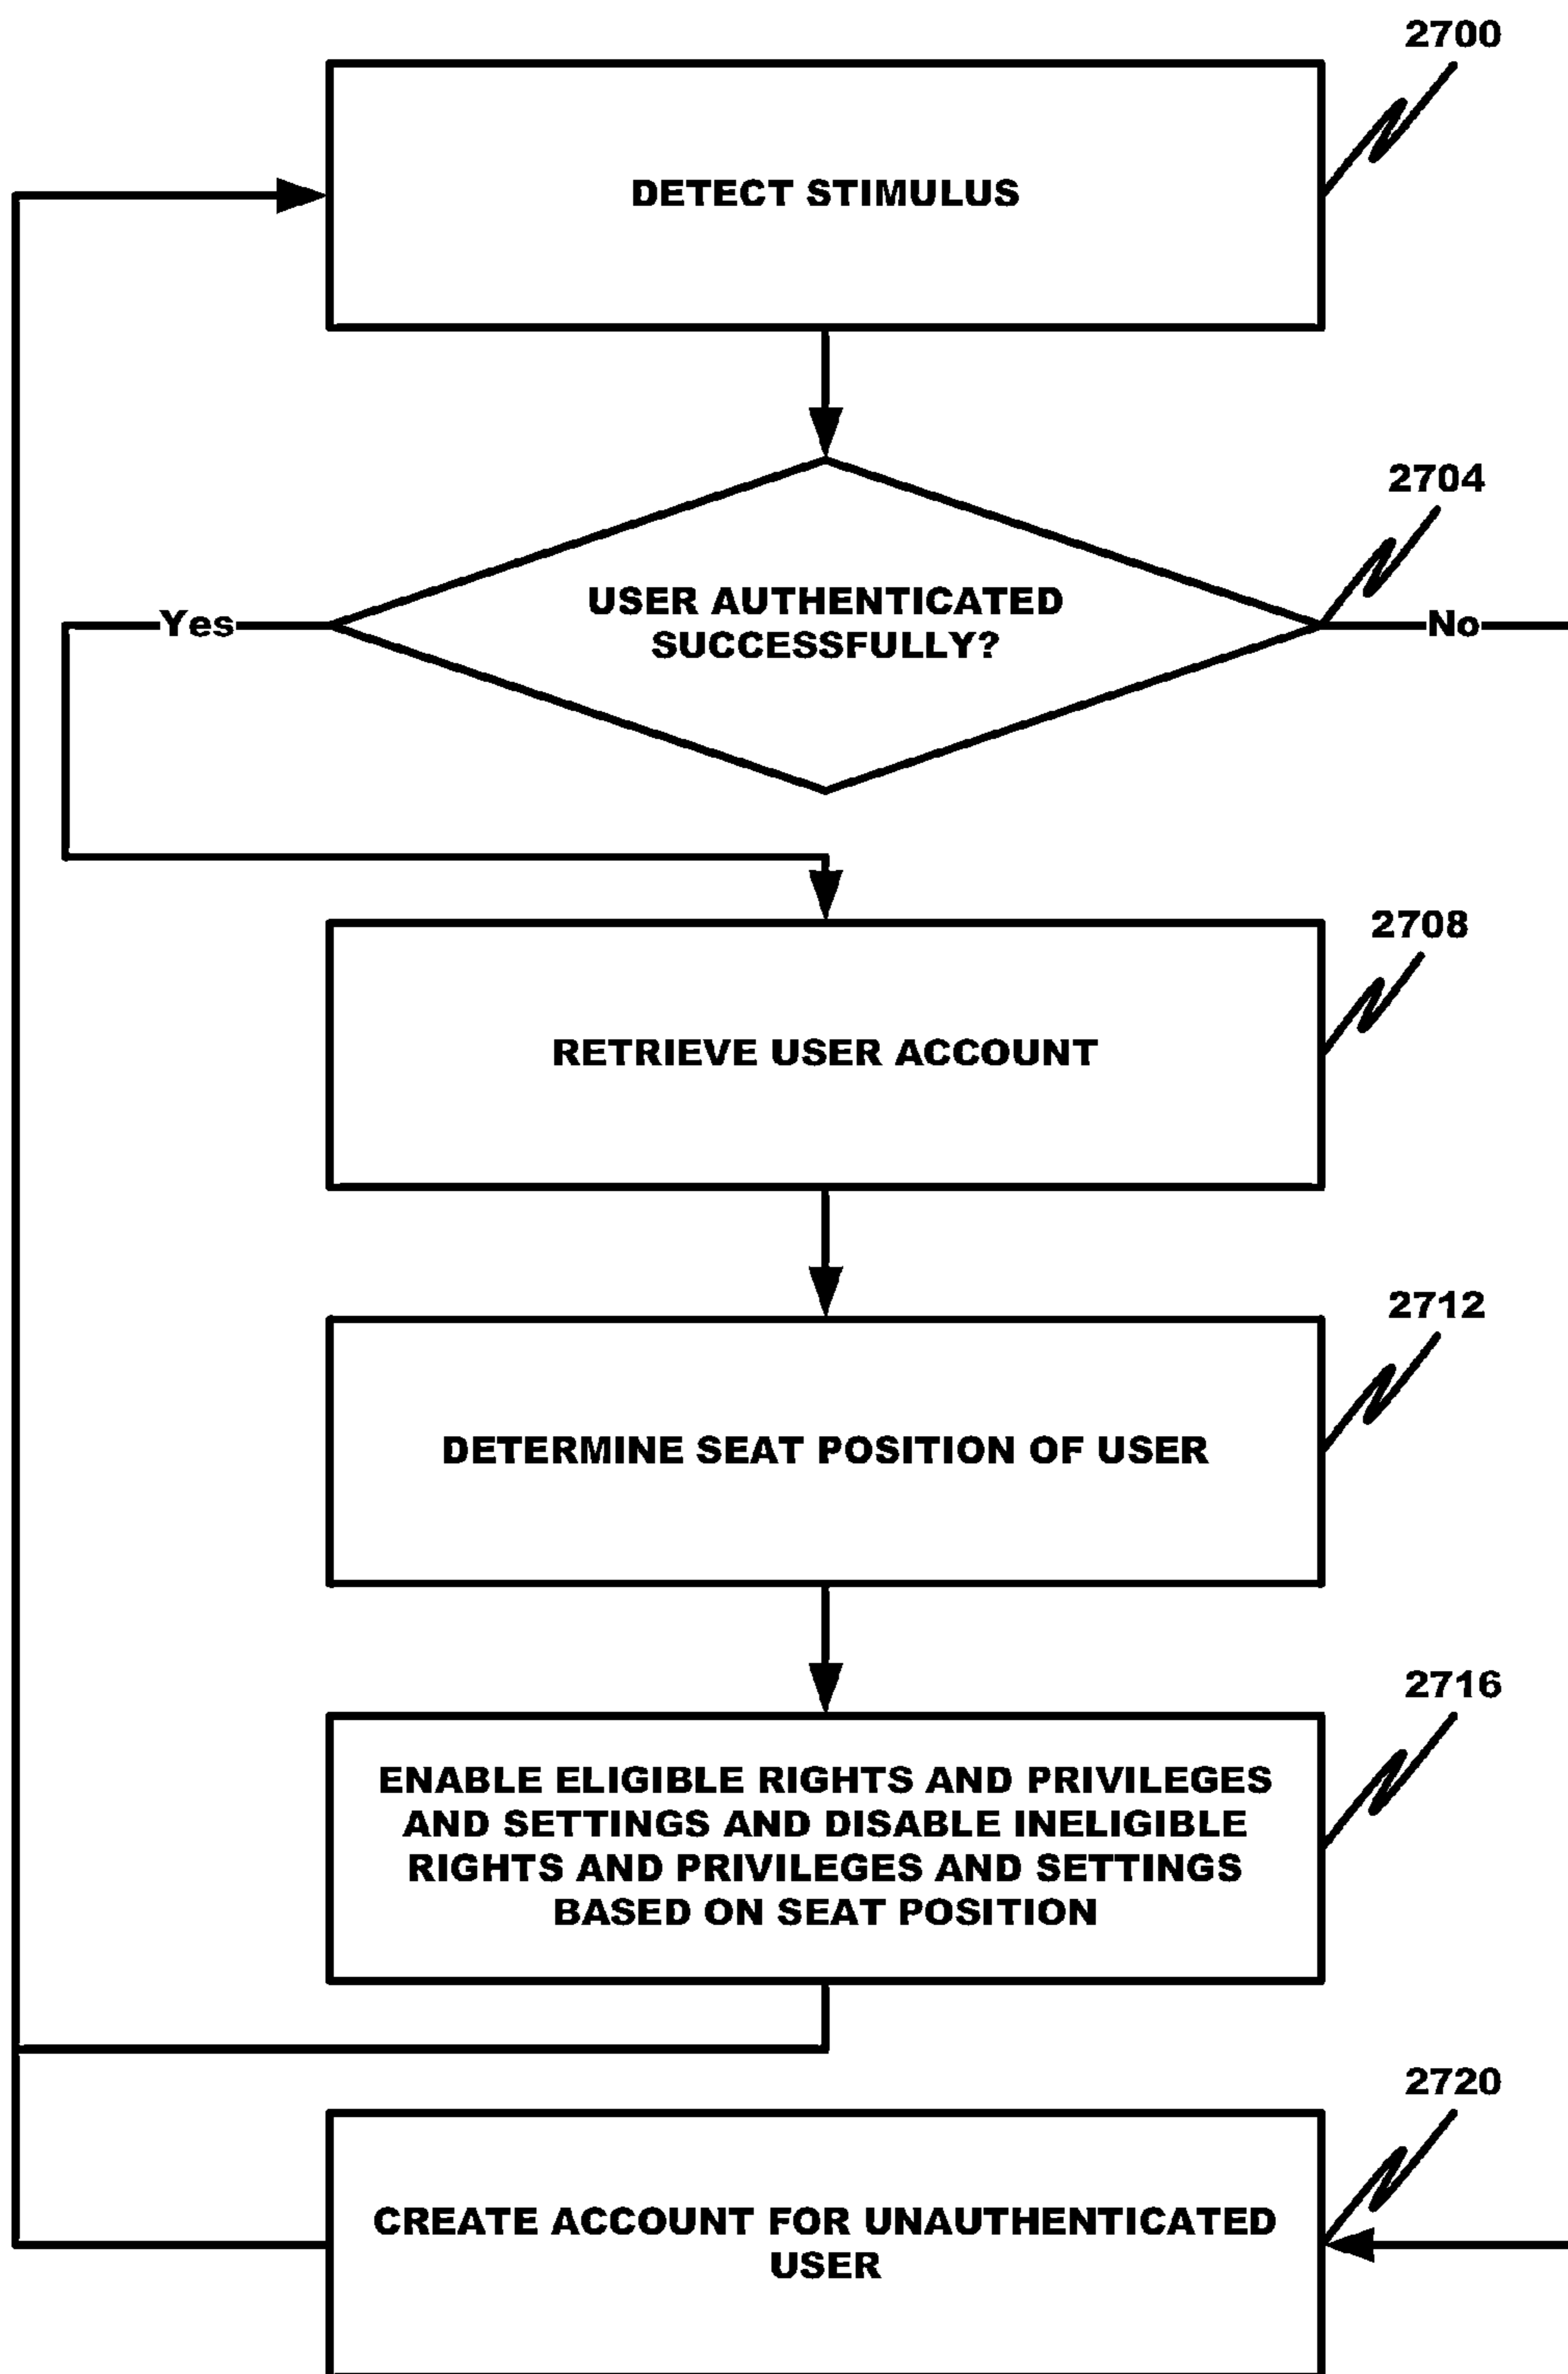 2700
DETECT STIMULUS
2704
USER AUTHENTICATED
SUCCESSFULLY?
Yes
No
2708
RETRIEVE USER ACCOUNT
2712
DETERMINE SEAT POSITION OF USER
2716
ENABLE ELIGIBLE RIGHTS AND PRIVILEGES
AND SETTINGS AND DISABLE INELIGIBLE
RIGHTS AND PRIVILEGES AND SETTINGS
BASED ON SEAT POSITION
2720
CREATE ACCOUNT FOR UNAUTHENTICATED
USER